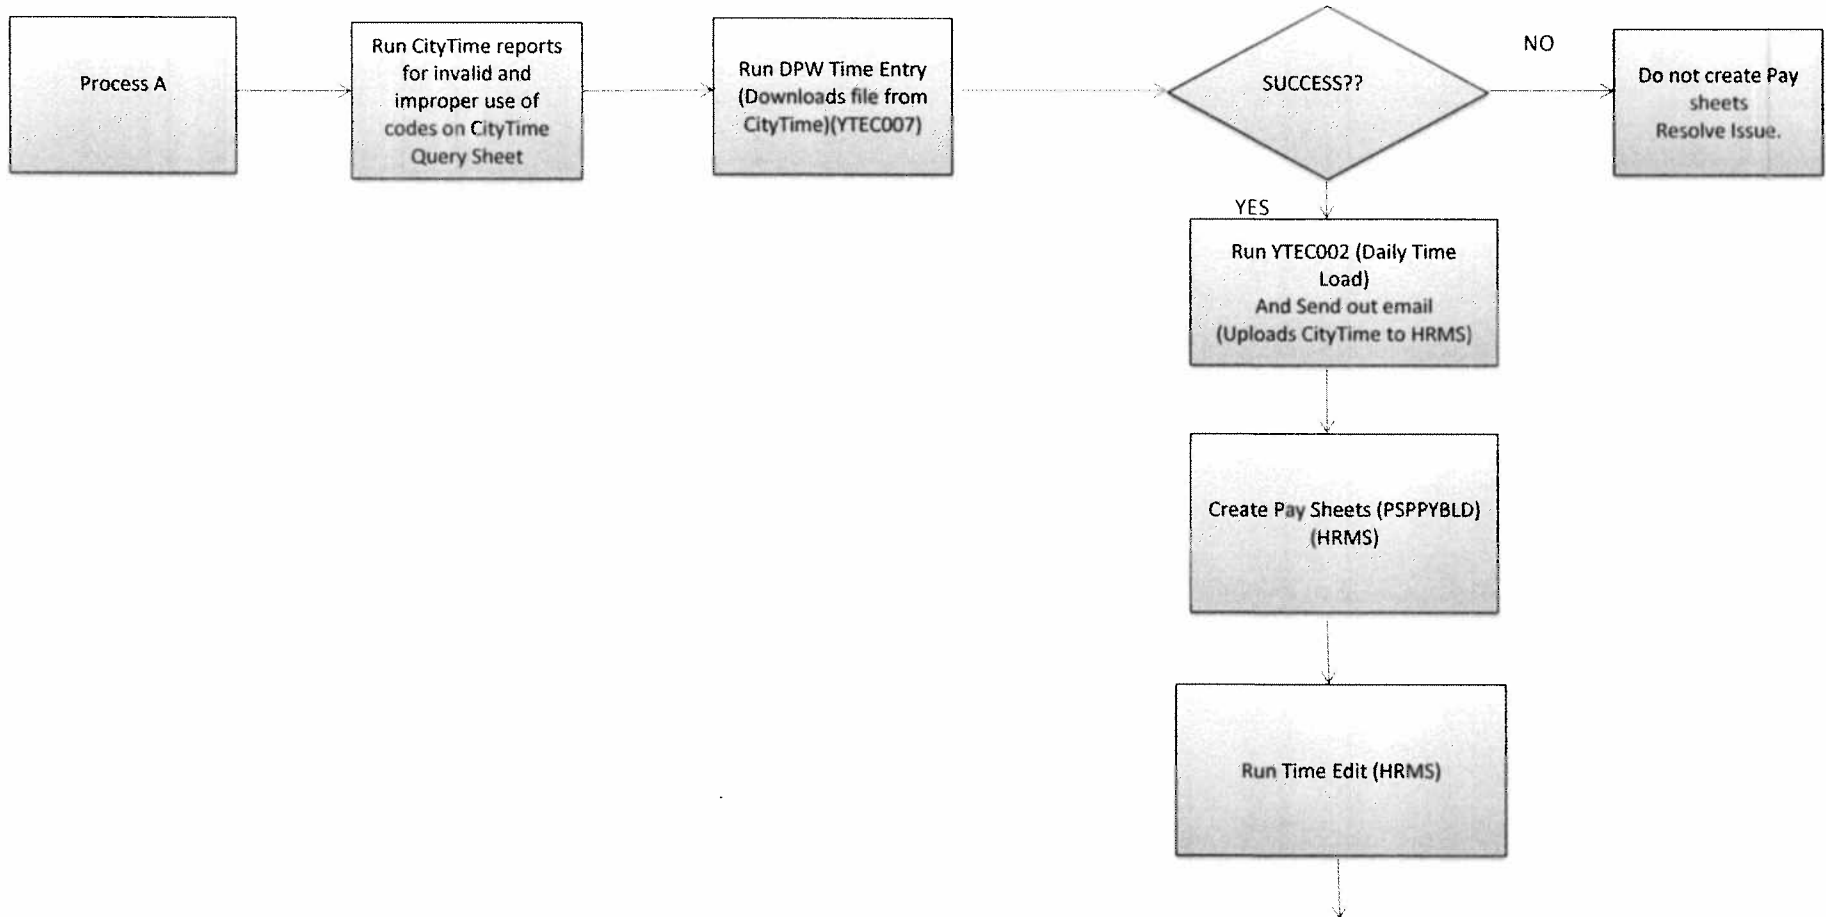 Process A
Run CityTime reports
for invalid and
improper use of
codes on CityTime
Query Sheet
Run DPW Time Entry
(Downloads file from
CityTime)(YTEC007)
SUCCESS??
NO
Do not create Pay
sheets
Resolve Issue.
YES
Run YTEC002 (Daily Time
Load)
And Send out email
(Uploads CityTime to HRMS)
Create Pay Sheets (PSPPYBLD)
(HRMS)
Run Time Edit (HRMS)